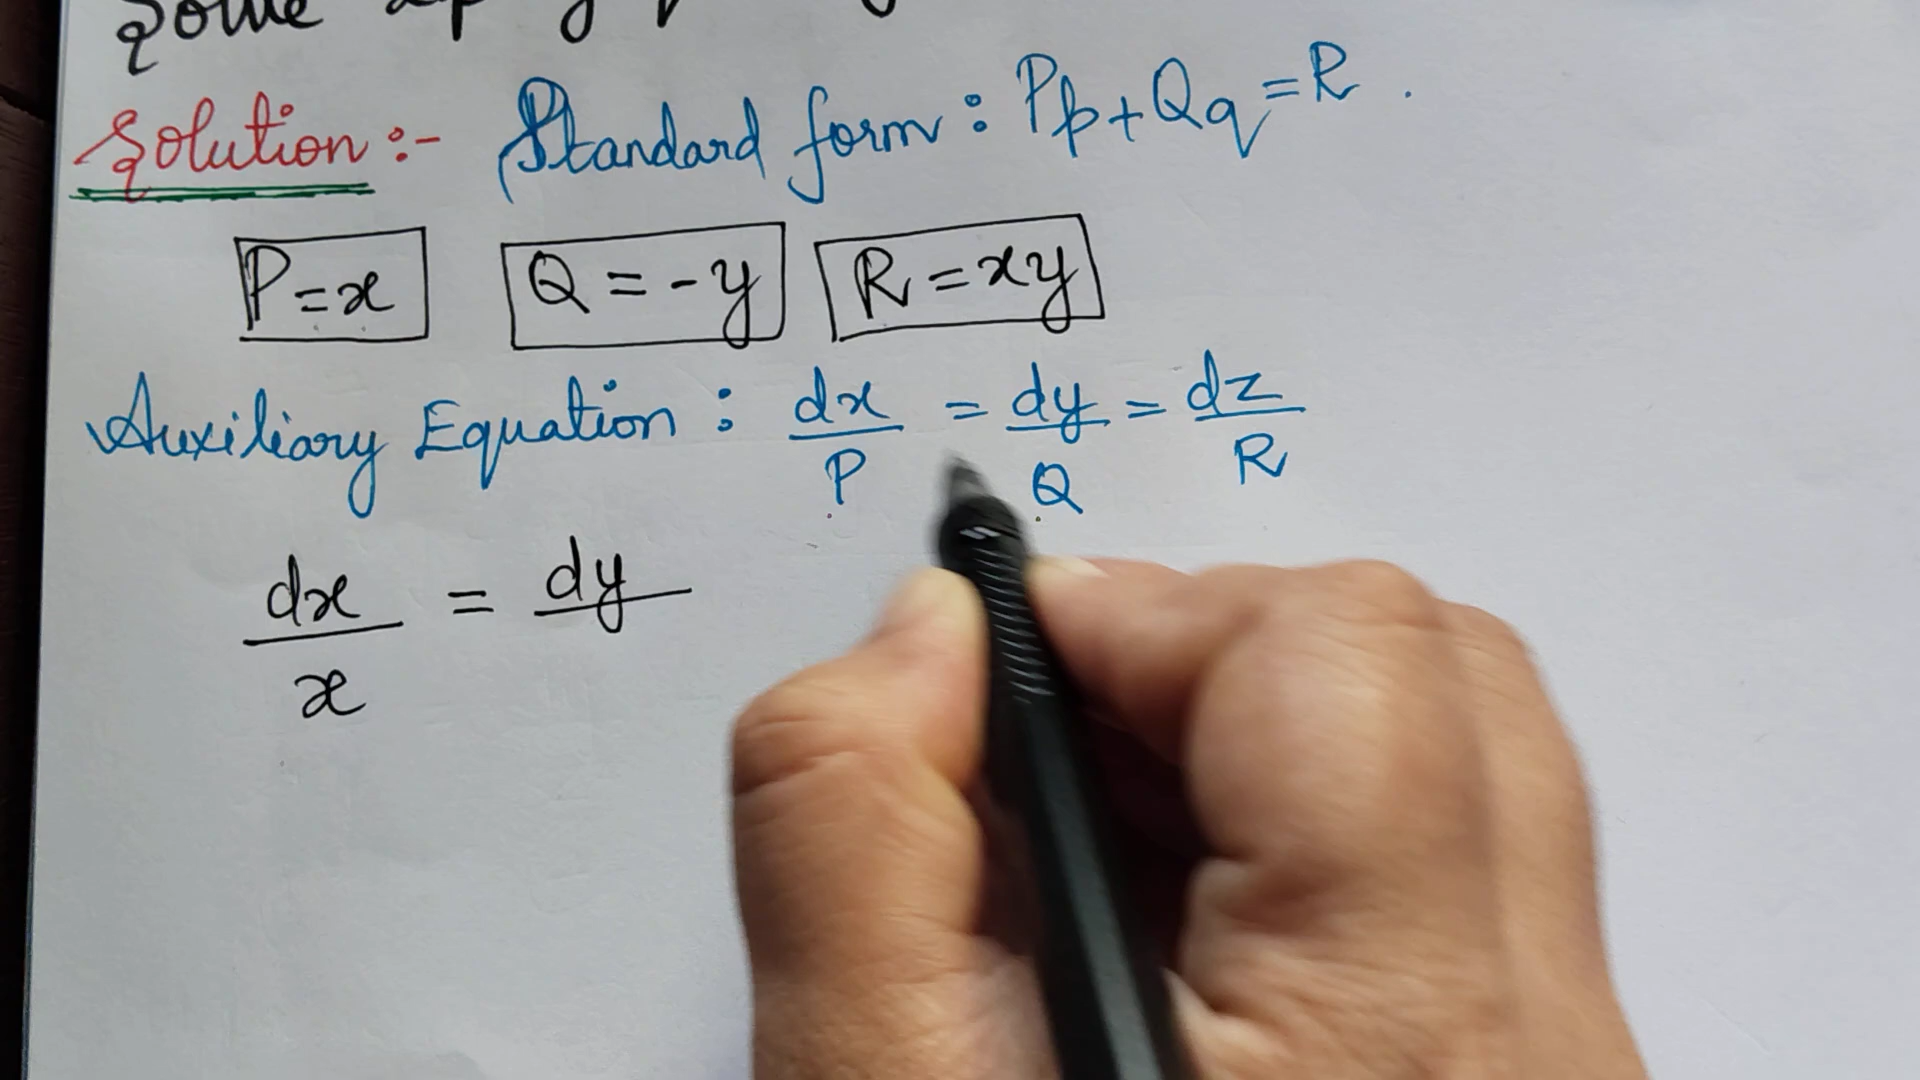 Solution :- Standard form : Pp + Qq = R .
P = x Q = -y R = xy
Auxiliary Equation : dx/P = dy/Q = dz/R
dx/x = dy/